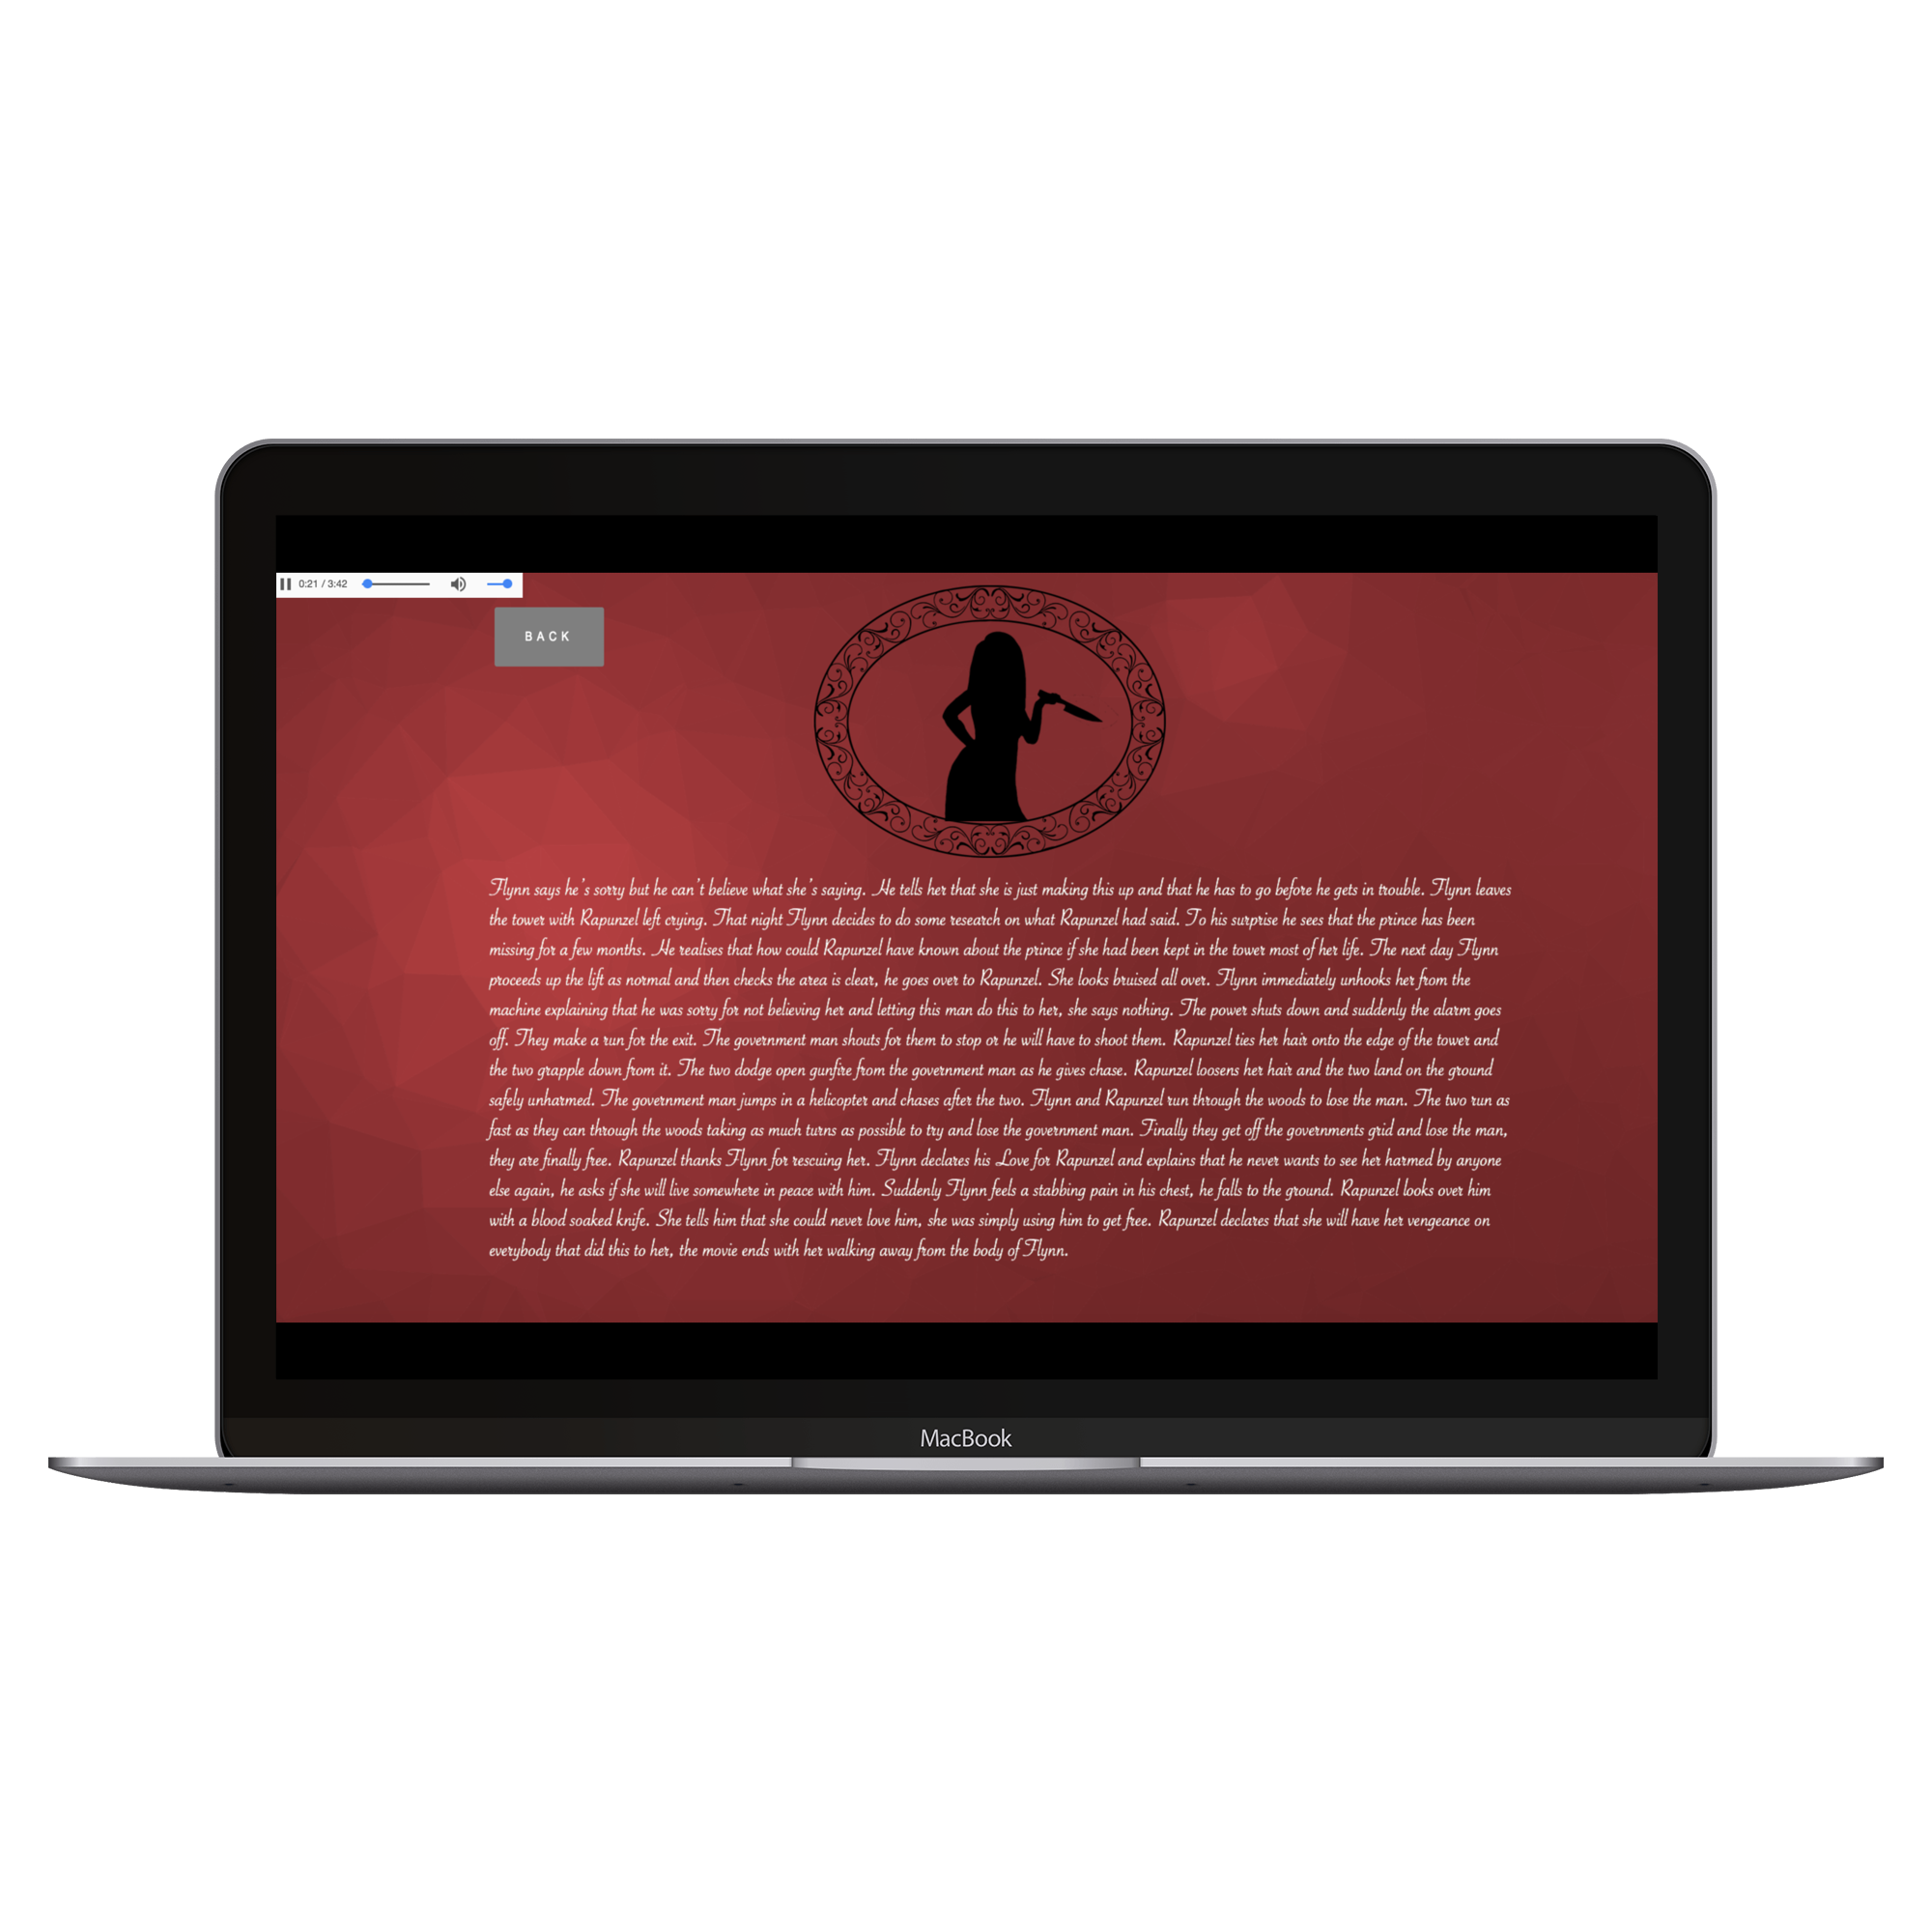 0:21 / 3:42
BACK
Flynn says he's sorry but he can't believe what she's saying. He tells her that she is just making this up and that he has to go before he gets in trouble. Flynn leaves
the tower with Rapunzel left crying. That night Flynn decides to do some research on what Rapunzel had said. To his surprise he sees that the prince has been
missing for a few months. He realises that how could Rapunzel have known about the prince if she had been kept in the tower most of her life. The next day Flynn
proceeds up the lift as normal and then checks the area is clear, he goes over to Rapunzel. She looks bruised all over. Flynn immediately unhooks her from the
machine explaining that he was sorry for not believing her and letting this man do this to her, she says nothing. The power shuts down and suddenly the alarm goes
off. They make a run for the exit. The government man shouts for them to stop or he will have to shoot them. Rapunzel ties her hair onto the edge of the tower and
the two grapple down from it. The two dodge open gunfire from the government man as he gives chase. Rapunzel loosens her hair and the two land on the ground
safely unharmed. The government man jumps in a helicopter and chases after the two. Flynn and Rapunzel run through the woods to lose the man. The two run as
fast as they can through the woods taking as much turns as possible to try and lose the government man. Finally they get off the governments grid and lose the man,
they are finally free. Rapunzel thanks Flynn for rescuing her. Flynn declares his Love for Rapunzel and explains that he never wants to see her harmed by anyone
else again, he asks if she will live somewhere in peace with him. Suddenly Flynn feels a stabbing pain in his chest, he falls to the ground. Rapunzel looks over him
with a blood soaked knife. She tells him that she could never love him, she was simply using him to get free. Rapunzel declares that she will have her vengeance on
everybody that did this to her, the movie ends with her walking away from the body of Flynn.
MacBook